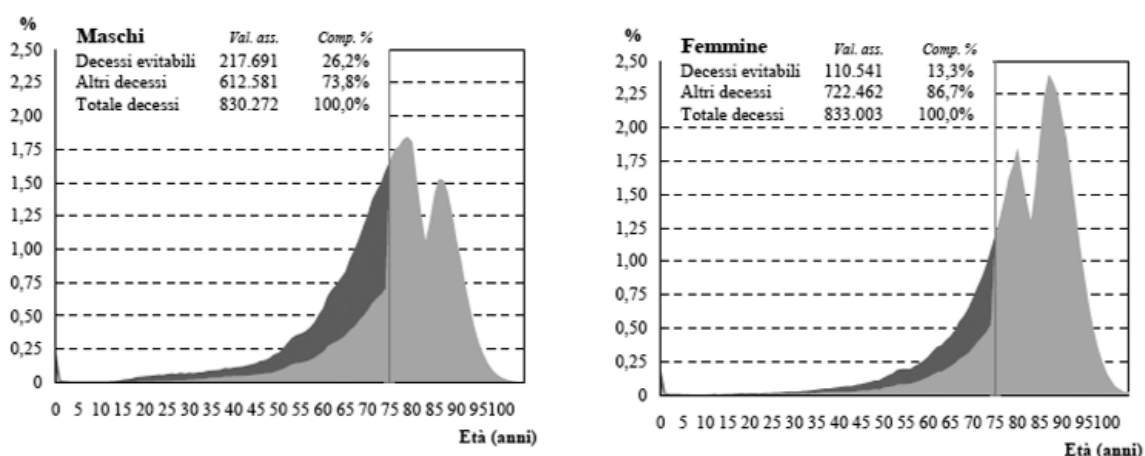 %
Maschi Val. ass. Comp. %
Decessi evitabili 217.691 26,2%
Altri decessi 612.581 73,8%
Totale decessi 830.272 100,0%
2,50
2,25
2,00
1,75
1,50
1,25
1,00
0,75
0,50
0,25
0
0 5 10 15 20 25 30 35 40 45 50 55 60 65 70 75 80 85 90 95 100
Età (anni)
%
Femmine Val. ass. Comp. %
Decessi evitabili 110.541 13,3%
Altri decessi 722.462 86,7%
Totale decessi 833.003 100,0%
2,50
2,25
2,00
1,75
1,50
1,25
1,00
0,75
0,50
0,25
0
0 5 10 15 20 25 30 35 40 45 50 55 60 65 70 75 80 85 90 95 100
Età (anni)